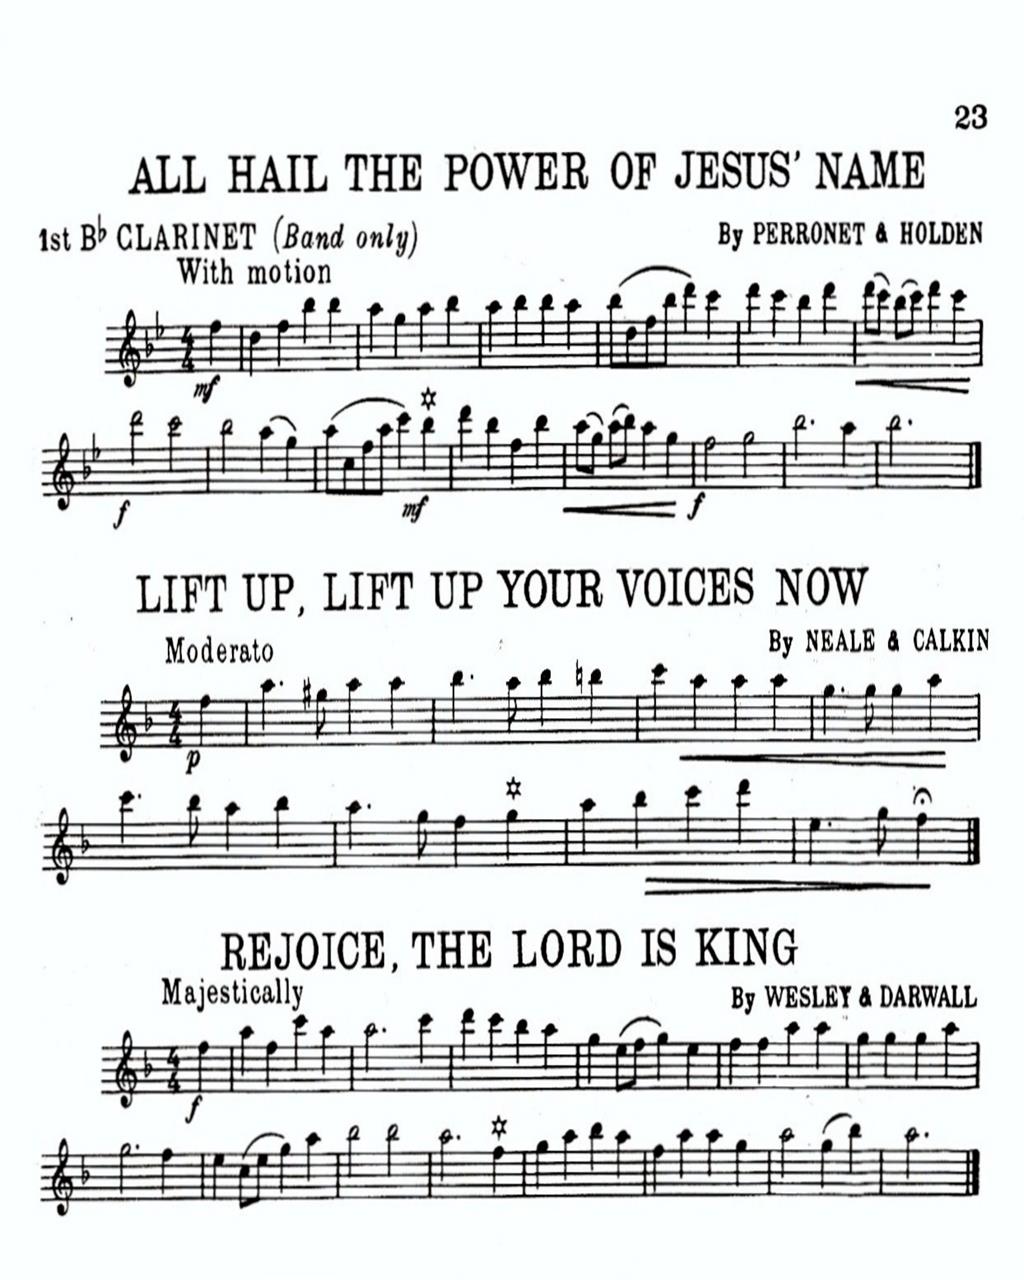 23
ALL HAIL THE POWER OF JESUS' NAME
1st B♭ CLARINET (Band only)
By PERRONET & HOLDEN
With motion
mf
f
mf
f
LIFT UP, LIFT UP YOUR VOICES NOW
By NEALE & CALKIN
Moderato
p
REJOICE, THE LORD IS KING
Majestically
By WESLEY & DARWALL
f